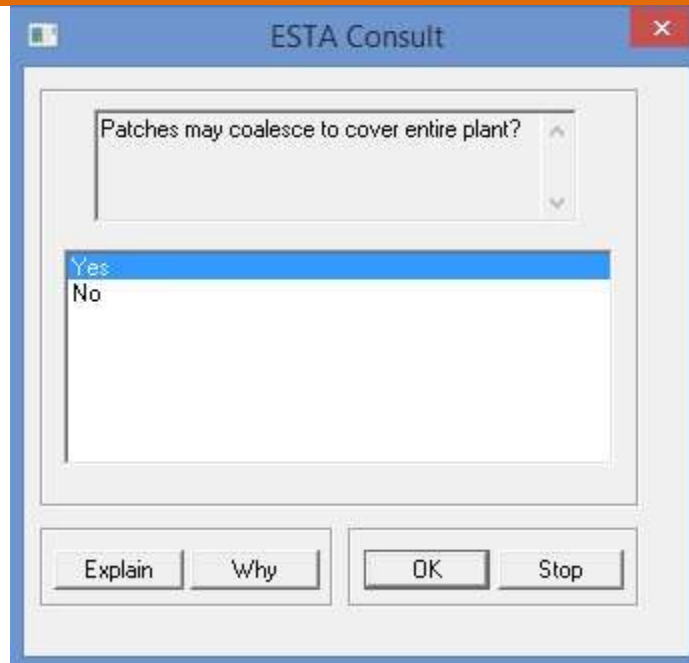 ESTA Consult
Patches may coalesce to cover entire plant?
Yes
No
Explain Why OK Stop